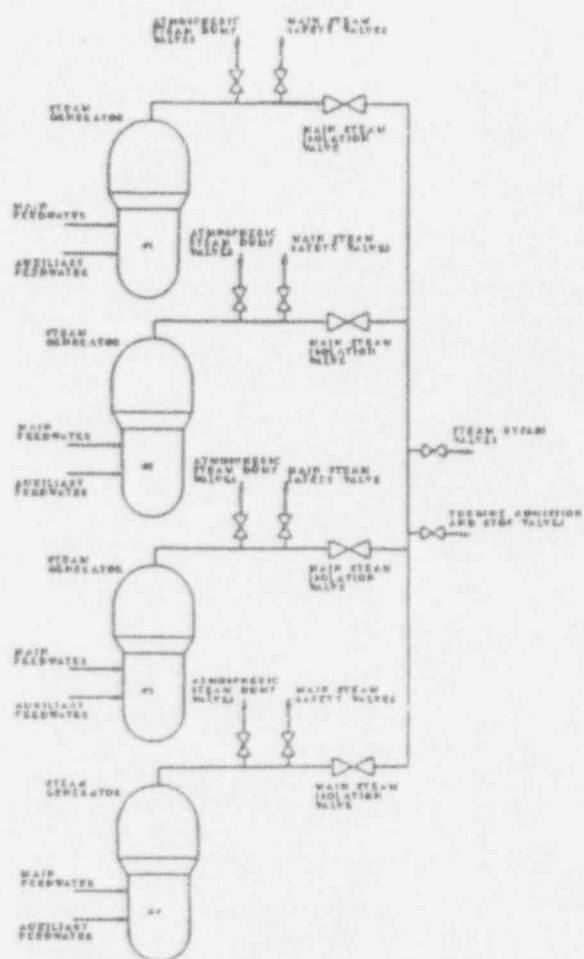 ATMOSPHERIC
STEAM DUMP
VALVES
MAIN STEAM
SAFETY VALVES
STEAM
GENERATOR
MAIN STEAM
ISOLATION
VALVE
MAIN
FEEDWATER
#1
AUXILIARY
FEEDWATER
ATMOSPHERIC
STEAM DUMP
VALVES
MAIN STEAM
SAFETY VALVES
STEAM
GENERATOR
MAIN STEAM
ISOLATION
VALVE
MAIN
FEEDWATER
#2
AUXILIARY
FEEDWATER
STEAM BYPASS
VALVES
ATMOSPHERIC
STEAM DUMP
VALVES
MAIN STEAM
SAFETY VALVE
TURBINE ADMISSION
AND STOP VALVES
STEAM
GENERATOR
MAIN STEAM
ISOLATION
VALVE
MAIN
FEEDWATER
#3
AUXILIARY
FEEDWATER
ATMOSPHERIC
STEAM DUMP
VALVES
MAIN STEAM
SAFETY VALVES
STEAM
GENERATOR
MAIN STEAM
ISOLATION
VALVE
MAIN
FEEDWATER
#4
AUXILIARY
FEEDWATER